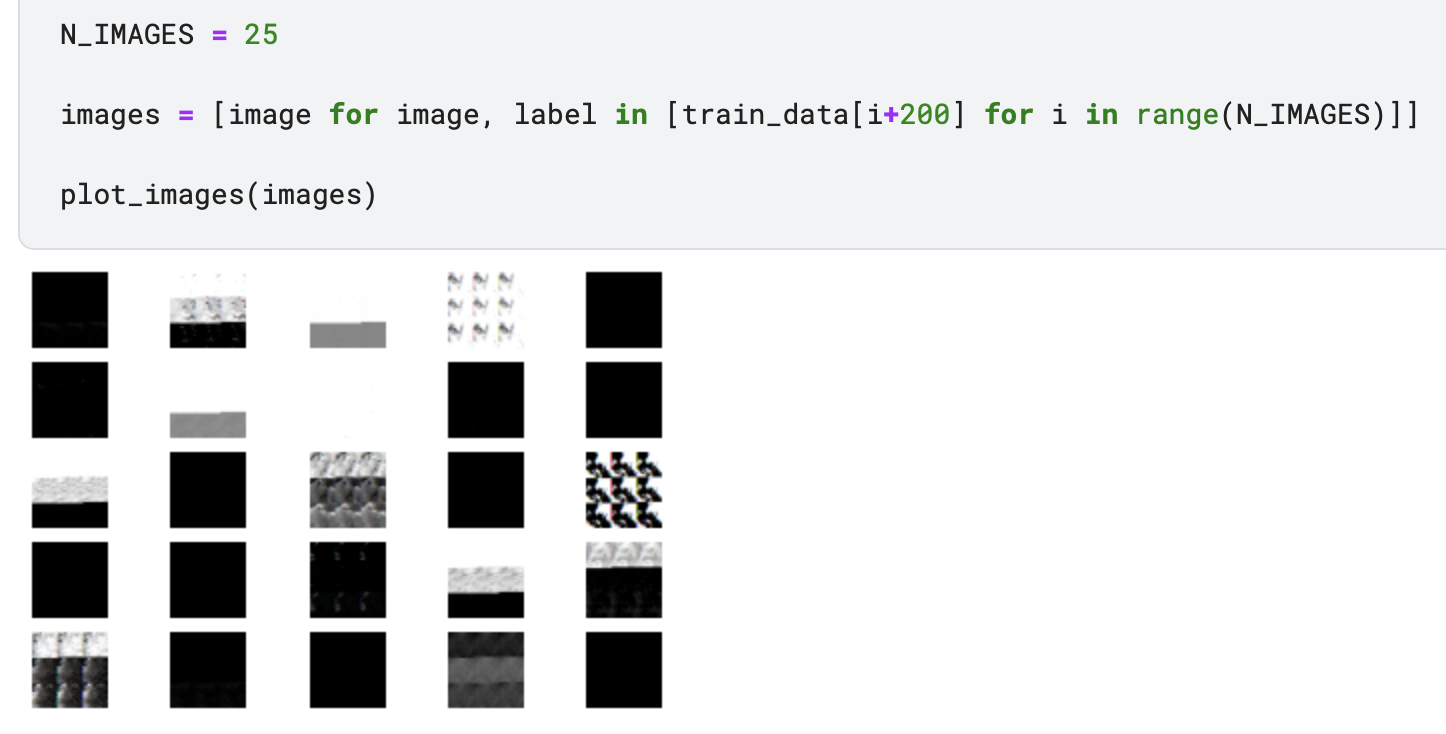 N_IMAGES = 25
images = [image for image, label in [train_data[i+200] for i in range(N_IMAGES)]]
plot_images(images)